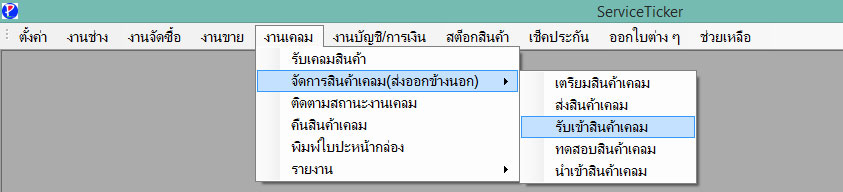 ServiceTicker
ตั้งค่า งานช่าง งานจัดซื้อ งานขาย งานเคลม งานบัญชี/การเงิน สต็อกสินค้า เช็คประกัน ออกใบต่าง ๆ ช่วยเหลือ
รับเคลมสินค้า
จัดการสินค้าเคลม(ส่งออกข้างนอก)
ติดตามสถานะงานเคลม
คืนสินค้าเคลม
พิมพ์ใบปะหน้ากล่อง
รายงาน
เตรียมสินค้าเคลม
ส่งสินค้าเคลม
รับเข้าสินค้าเคลม
ทดสอบสินค้าเคลม
นำเข้าสินค้าเคลม